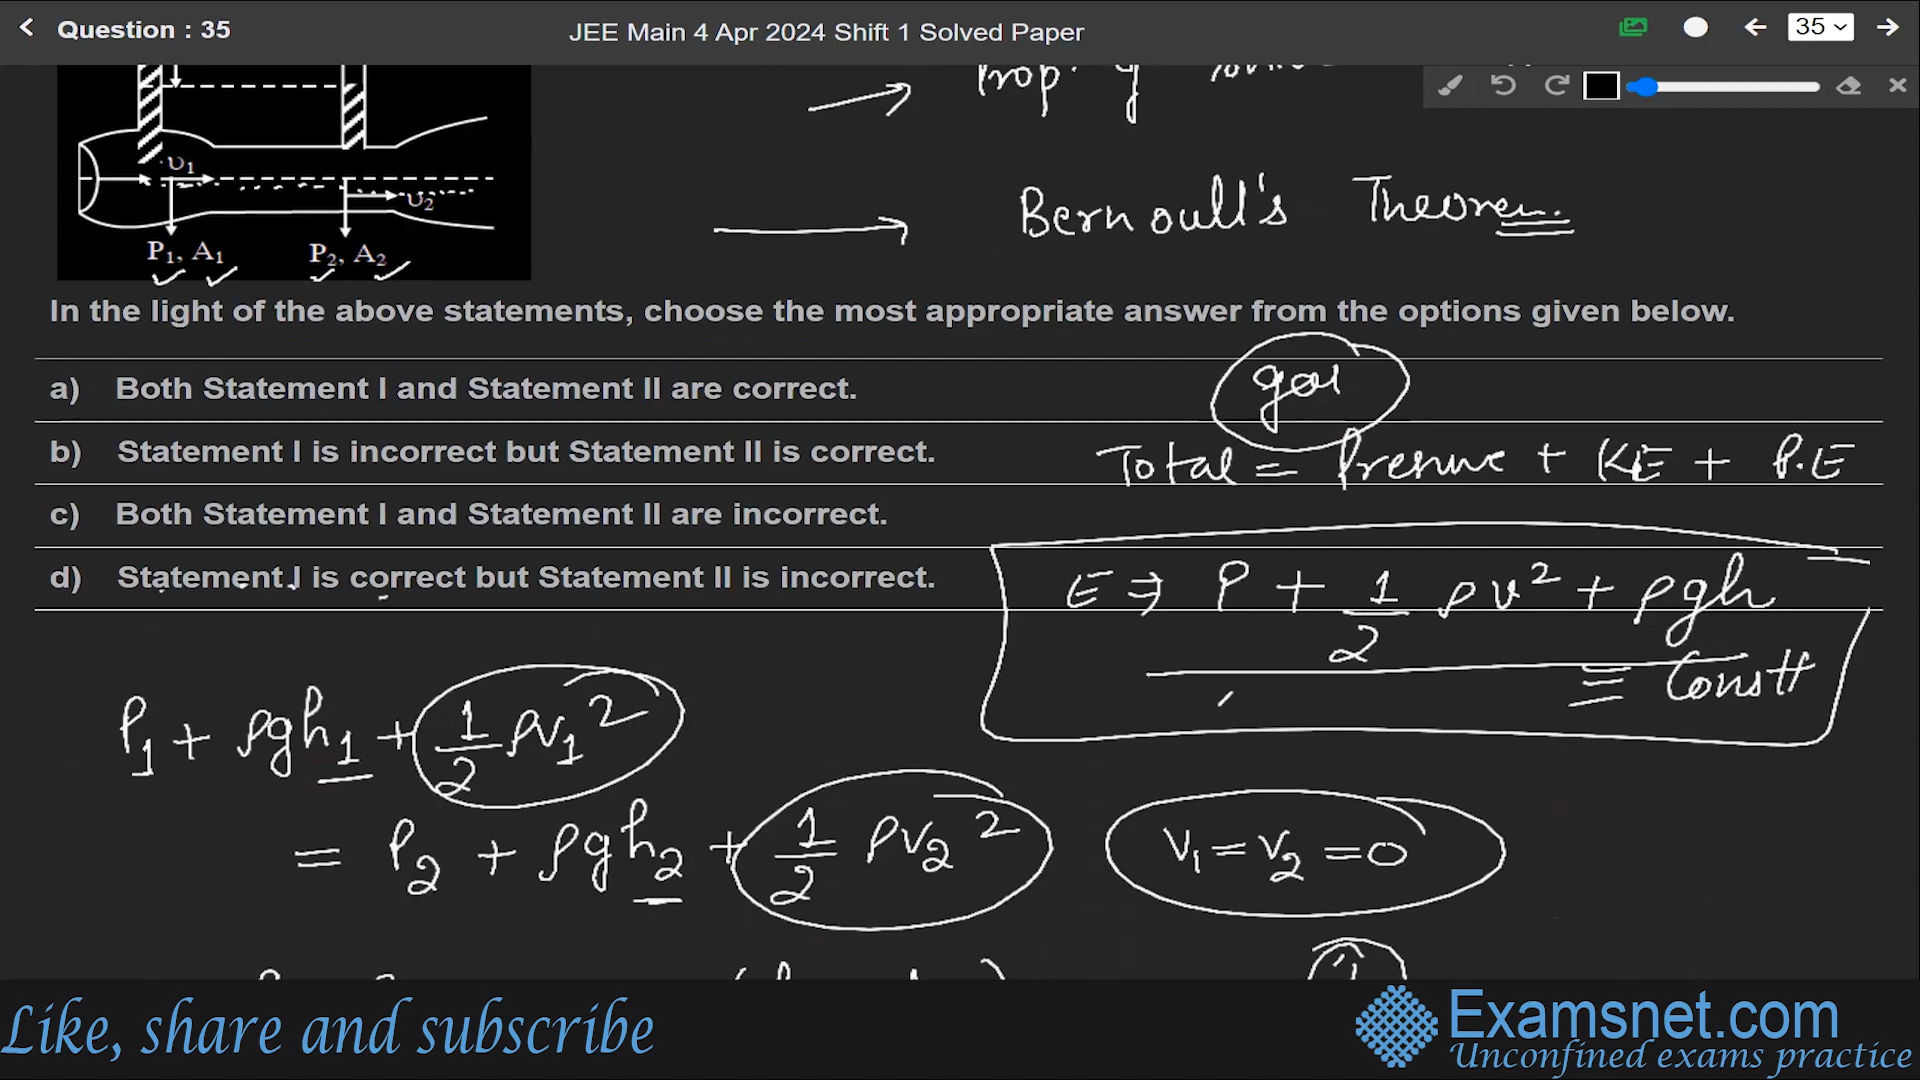 Question : 35
JEE Main 4 Apr 2024 Shift 1 Solved Paper
35
Prop. of
υ1
υ2
P1, A1
P2, A2
Bernoull's Theorem.
In the light of the above statements, choose the most appropriate answer from the options given below.
a) Both Statement I and Statement II are correct.
b) Statement I is incorrect but Statement II is correct.
c) Both Statement I and Statement II are incorrect.
d) Statement I is correct but Statement II is incorrect.
Total = Pressure + KE + P.E
E ⇒ P + 1/2 ρv² + ρgh
≡ Constt
P1 + ρgh1 + 1/2 ρv1²
= P2 + ρgh2 + 1/2 ρv2²
V1 = V2 = 0
Like, share and subscribe
Examsnet.com
Unconfined exams practice